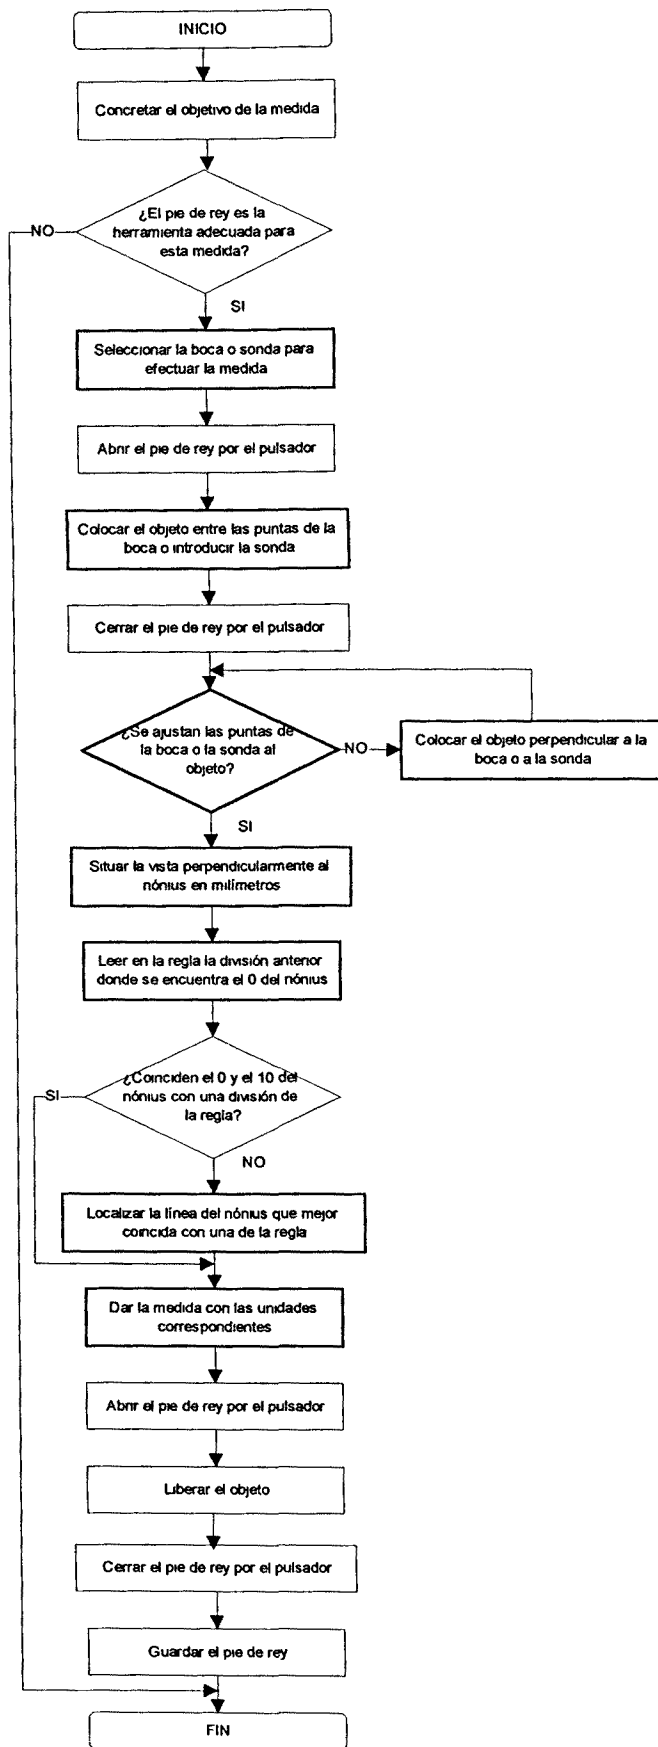 INICIO
Concretar el objetivo de la medida
¿El pie de rey es la
herramienta adecuada para
esta medida?
NO
SI
Seleccionar la boca o sonda para
efectuar la medida
Abrir el pie de rey por el pulsador
Colocar el objeto entre las puntas de la
boca o introducir la sonda
Cerrar el pie de rey por el pulsador
¿Se ajustan las puntas de
la boca o la sonda al
objeto?
NO
Colocar el objeto perpendicular a la
boca o a la sonda
SI
Situar la vista perpendicularmente al
nónius en milímetros
Leer en la regla la división anterior
donde se encuentra el 0 del nónius
¿Coinciden el 0 y el 10 del
nónius con una división de
la regla?
SI
NO
Localizar la línea del nónius que mejor
coincida con una de la regla
Dar la medida con las unidades
correspondientes
Abrir el pie de rey por el pulsador
Liberar el objeto
Cerrar el pie de rey por el pulsador
Guardar el pie de rey
FIN